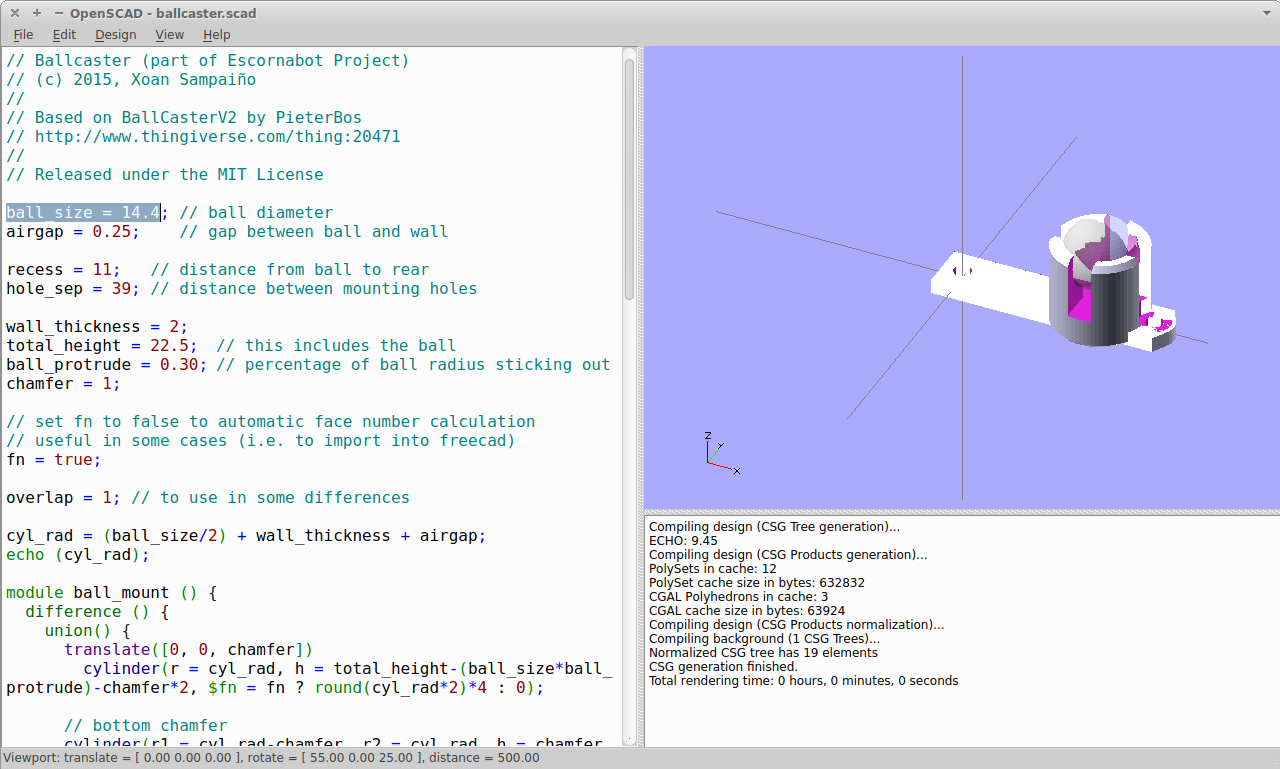 OpenSCAD - ballcaster.scad
File Edit Design View Help
// Ballcaster (part of Escornabot Project)
// (c) 2015, Xoan Sampaiño
//
// Based on BallCasterV2 by PieterBos
// http://www.thingiverse.com/thing:20471
//
// Released under the MIT License
ball_size = 14.4; // ball diameter
airgap = 0.25;    // gap between ball and wall
recess = 11;   // distance from ball to rear
hole_sep = 39; // distance between mounting holes
wall_thickness = 2;
total_height = 22.5;  // this includes the ball
ball_protrude = 0.30; // percentage of ball radius sticking out
chamfer = 1;
// set fn to false to automatic face number calculation
// useful in some cases (i.e. to import into freecad)
fn = true;
overlap = 1; // to use in some differences
cyl_rad = (ball_size/2) + wall_thickness + airgap;
echo (cyl_rad);
module ball_mount () {
  difference () {
    union() {
      translate([0, 0, chamfer])
        cylinder(r = cyl_rad, h = total_height-(ball_size*ball_
protrude)-chamfer*2, $fn = fn ? round(cyl_rad*2)*4 : 0);
      // bottom chamfer
      cylinder(r1 = cyl_rad-chamfer, r2 = cyl_rad, h = chamfer,
Z
Y
X
Compiling design (CSG Tree generation)...
ECHO: 9.45
Compiling design (CSG Products generation)...
PolySets in cache: 12
PolySet cache size in bytes: 632832
CGAL Polyhedrons in cache: 3
CGAL cache size in bytes: 63924
Compiling design (CSG Products normalization)...
Compiling background (1 CSG Trees)...
Normalized CSG tree has 19 elements
CSG generation finished.
Total rendering time: 0 hours, 0 minutes, 0 seconds
Viewport: translate = [ 0.00 0.00 0.00 ], rotate = [ 55.00 0.00 25.00 ], distance = 500.00